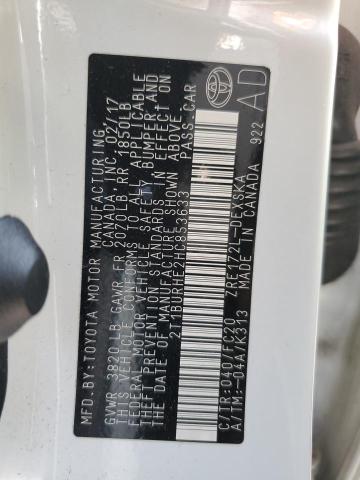 MFD.BY:TOYOTA MOTOR MANUFACTURING
CANADA, INC. 02/17
GVWR 3820LB GAWR FR 2070LB RR 1850LB
THIS VEHICLE CONFORMS TO ALL APPLICABLE
FEDERAL MOTOR VEHICLE SAFETY BUMPER AND
THEFT PREVENTION STANDARDS IN EFFECT ON
THE DATE OF MANUFACTURE SHOWN ABOVE
2T1BURHE2HC853633 PASS.CAR
C/TR:040/FC20 ZRE172L-DEXSKA
A/TM:-04A/K313 MADE IN CANADA 922
AD